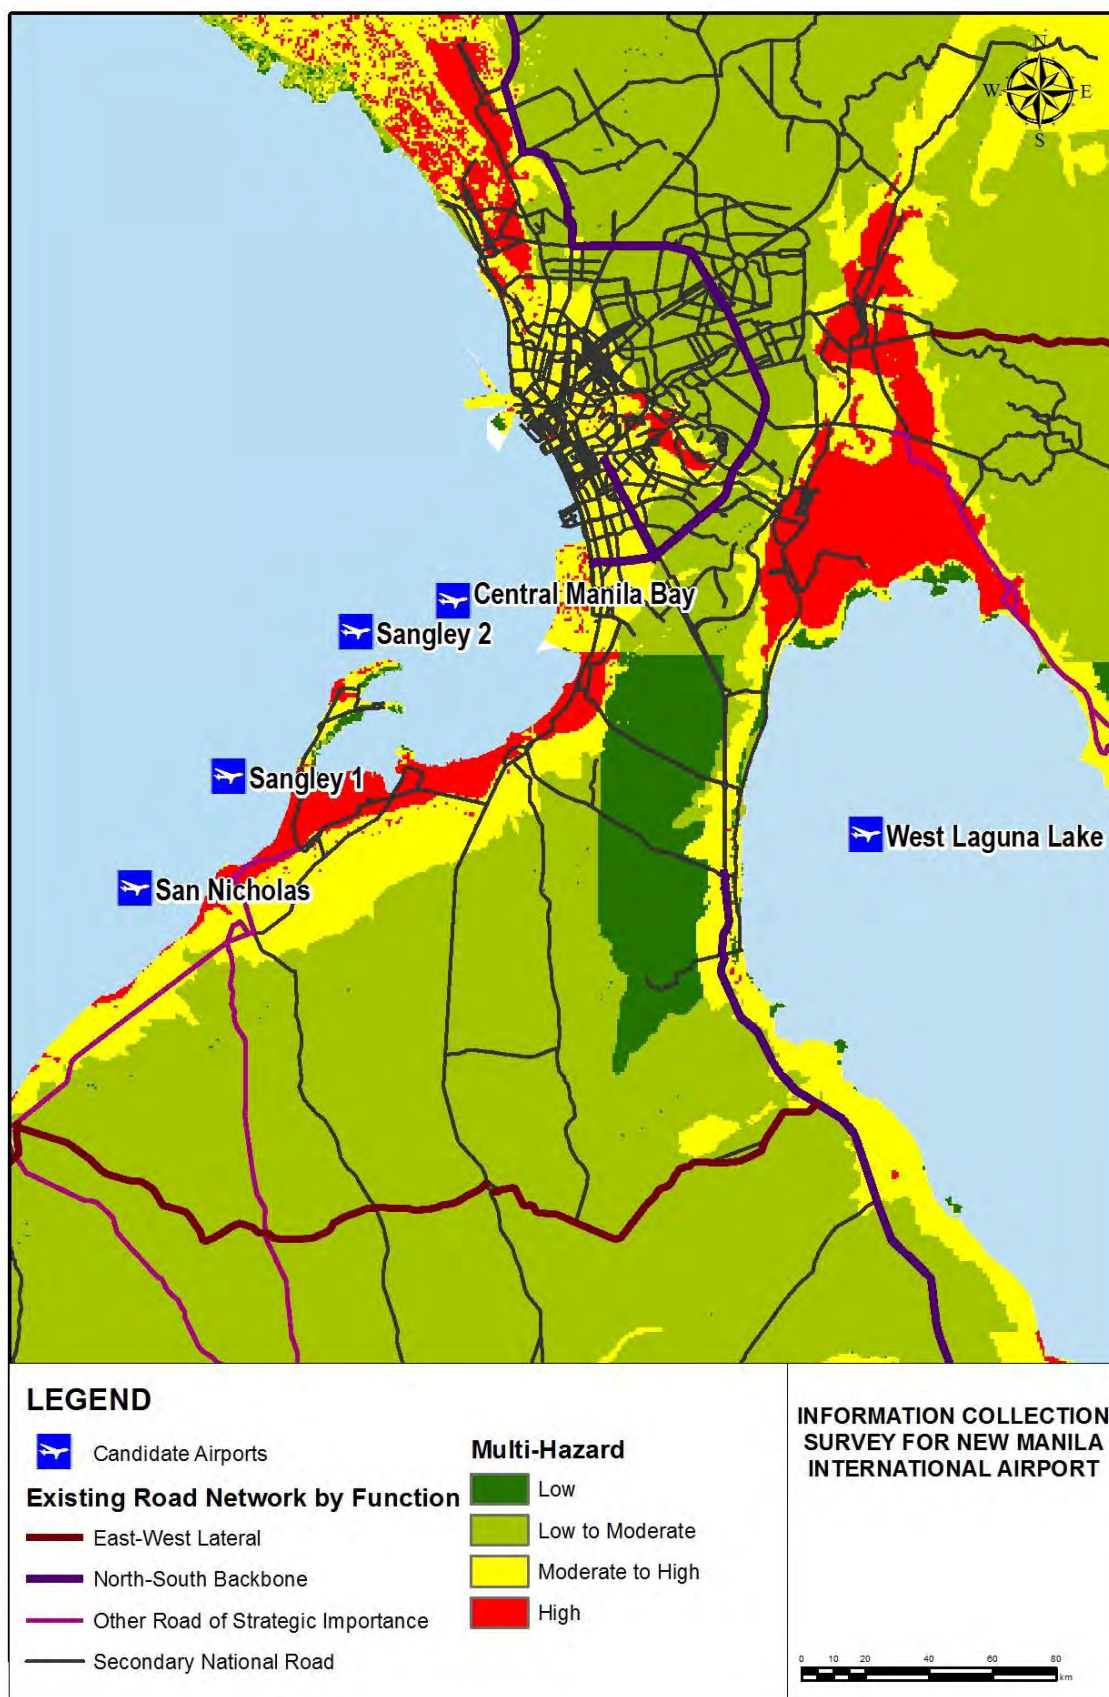 N
W E
S
Central Manila Bay
Sangley 2
Sangley 1
West Laguna Lake
San Nicholas
LEGEND
Candidate Airports
Existing Road Network by Function
East-West Lateral
North-South Backbone
Other Road of Strategic Importance
Secondary National Road
Multi-Hazard
Low
Low to Moderate
Moderate to High
High
INFORMATION COLLECTION
SURVEY FOR NEW MANILA
INTERNATIONAL AIRPORT
0 10 20 40 60 80
km